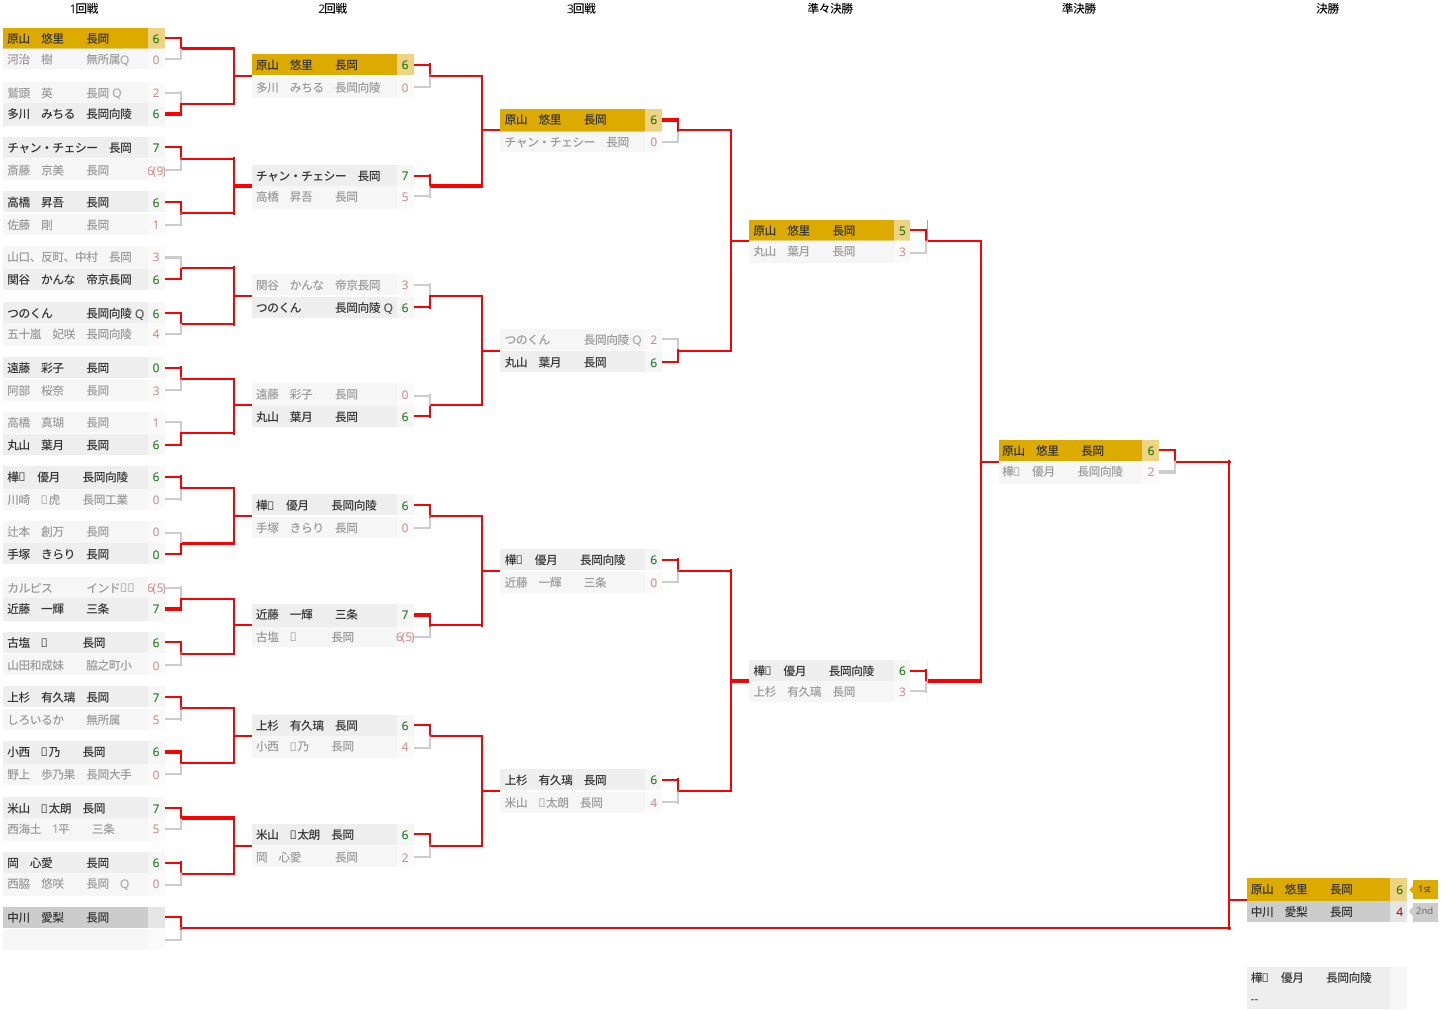 1回戦 2回戦 3回戦 準々決勝 準決勝 決勝
原山 悠里 長岡 6
河治 樹 無所属Q 0
鷲頭 英 長岡 Q 2
多川 みちる 長岡向陵 6
チャン・チェシー 長岡 7
斎藤 京美 長岡 6(9)
高橋 昇吾 長岡 6
佐藤 剛 長岡 1
山口、反町、中村 長岡 3
関谷 かんな 帝京長岡 6
つのくん 長岡向陵 Q 6
五十嵐 妃咲 長岡向陵 4
遠藤 彩子 長岡 0
阿部 桜奈 長岡 3
高橋 真瑚 長岡 1
丸山 葉月 長岡 6
樺 優月 長岡向陵 6
川崎 虎 長岡工業 0
辻本 創万 長岡 0
手塚 きらり 長岡 0
カルピス インド 6(5)
近藤 一輝 三条 7
古塩 長岡 6
山田和成妹 脇之町小 0
上杉 有久璃 長岡 7
しろいるか 無所属 5
小西 乃 長岡 6
野上 歩乃果 長岡大手 0
米山 太朗 長岡 7
西海土 1平 三条 5
岡 心愛 長岡 6
西脇 悠咲 長岡 Q 0
中川 愛梨 長岡
原山 悠里 長岡 6
多川 みちる 長岡向陵 0
チャン・チェシー 長岡 7
高橋 昇吾 長岡 5
関谷 かんな 帝京長岡 3
つのくん 長岡向陵 Q 6
遠藤 彩子 長岡 0
丸山 葉月 長岡 6
樺 優月 長岡向陵 6
手塚 きらり 長岡 0
近藤 一輝 三条 7
古塩 長岡 6(5)
上杉 有久璃 長岡 6
小西 乃 長岡 4
米山 太朗 長岡 6
岡 心愛 長岡 2
原山 悠里 長岡 6
チャン・チェシー 長岡 0
つのくん 長岡向陵 Q 2
丸山 葉月 長岡 6
樺 優月 長岡向陵 6
近藤 一輝 三条 0
上杉 有久璃 長岡 6
米山 太朗 長岡 4
原山 悠里 長岡 5
丸山 葉月 長岡 3
樺 優月 長岡向陵 6
上杉 有久璃 長岡 3
原山 悠里 長岡 6
樺 優月 長岡向陵 2
原山 悠里 長岡 6 1st
中川 愛梨 長岡 4 2nd
樺 優月 長岡向陵
--